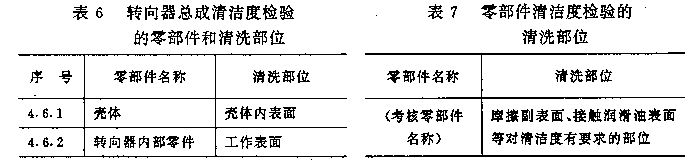 表 6 转向器总成清洁度检验
的零部件和清洗部位
序 号 零部件名称 清洗部位
4.6.1 壳体 壳体内表面
4.6.2 转向器内部零件 工作表面
表 7 零部件清洁度检验的
清洗部位
零部件名称 清洗部位
(考核零部件 摩擦副表面、接触润滑油表面
名称) 等对清洁度有要求的部位